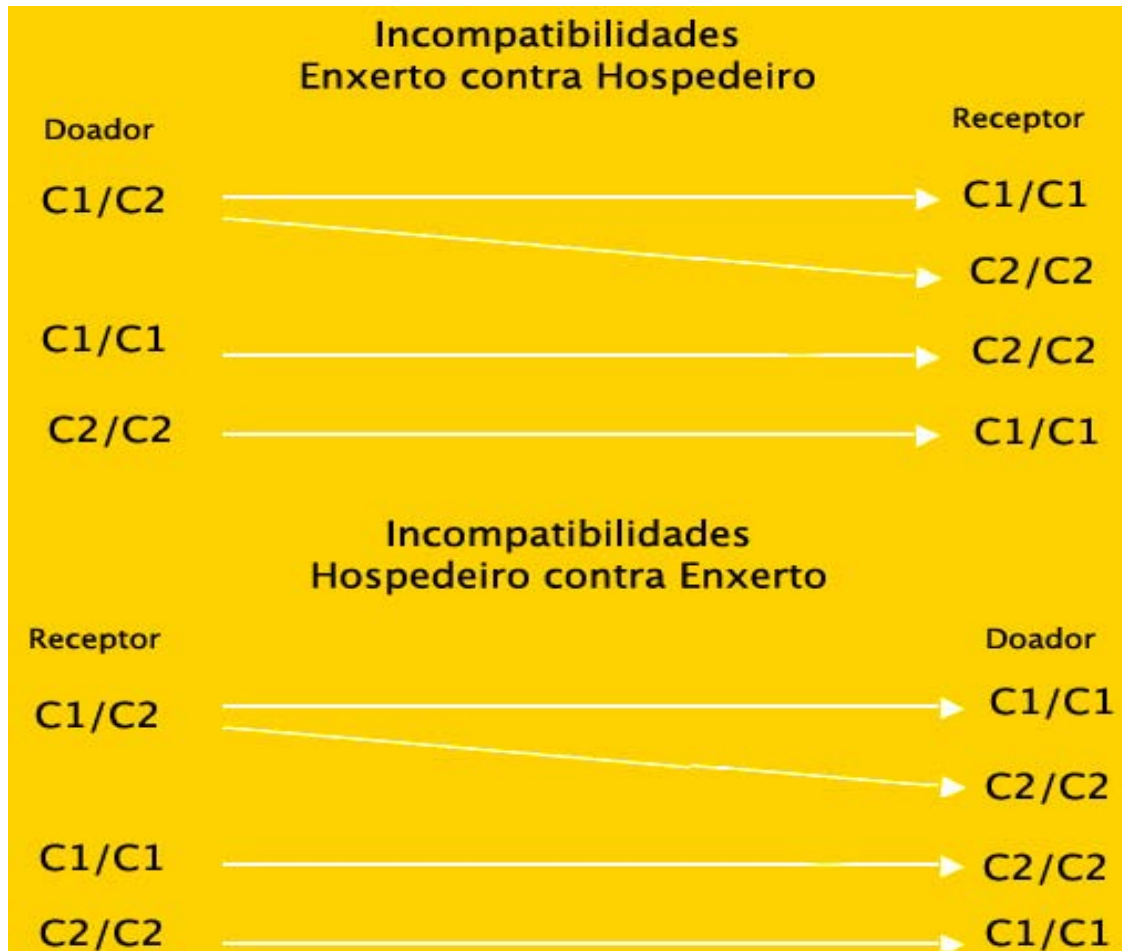 Incompatibilidades
Enxerto contra Hospedeiro
Doador
Receptor
C1/C2
C1/C1
C2/C2
C1/C1
C2/C2
C2/C2
C1/C1
Incompatibilidades
Hospedeiro contra Enxerto
Receptor
Doador
C1/C2
C1/C1
C2/C2
C1/C1
C2/C2
C2/C2
C1/C1